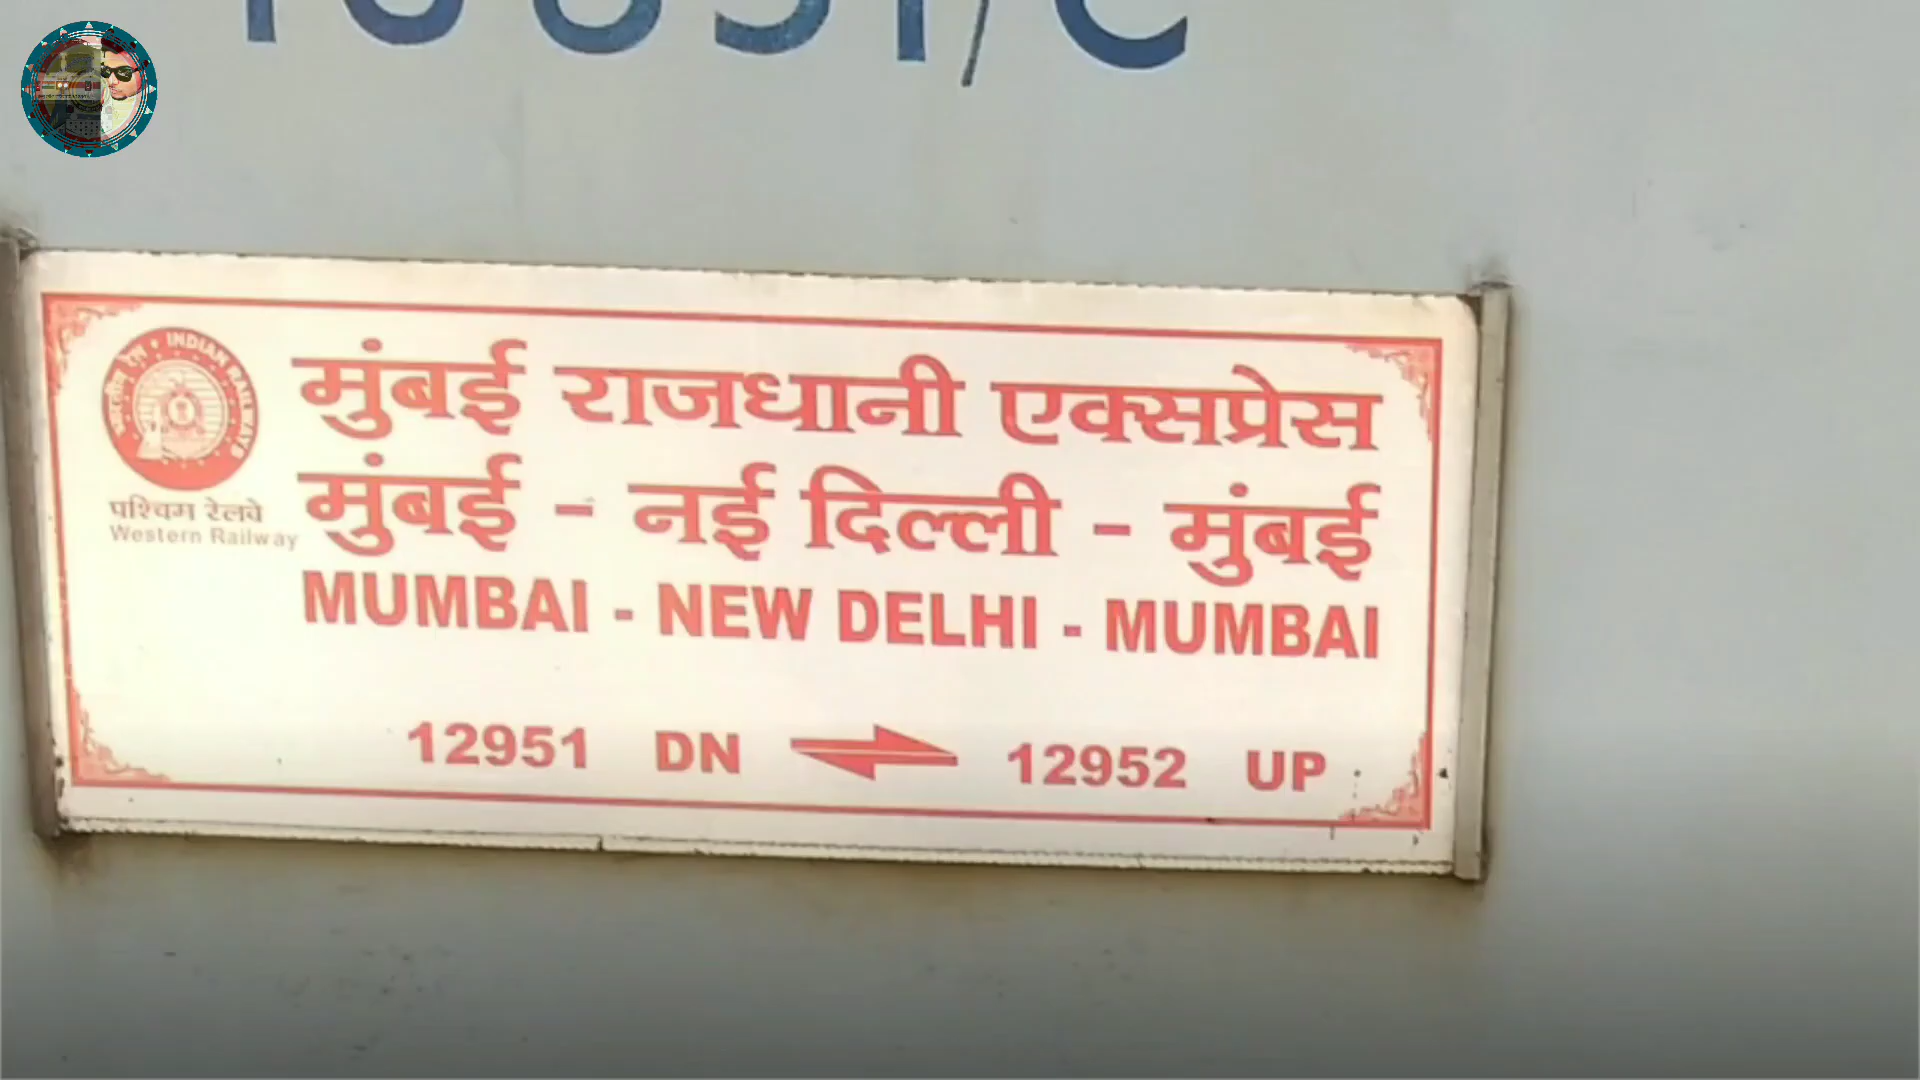 भारतीय रेल • INDIAN RAILWAYS
मुंबई राजधानी एक्सप्रेस
पश्चिम रेलवे
Western Railway
मुंबई - नई दिल्ली - मुंबई
MUMBAI - NEW DELHI - MUMBAI
12951 DN 12952 UP